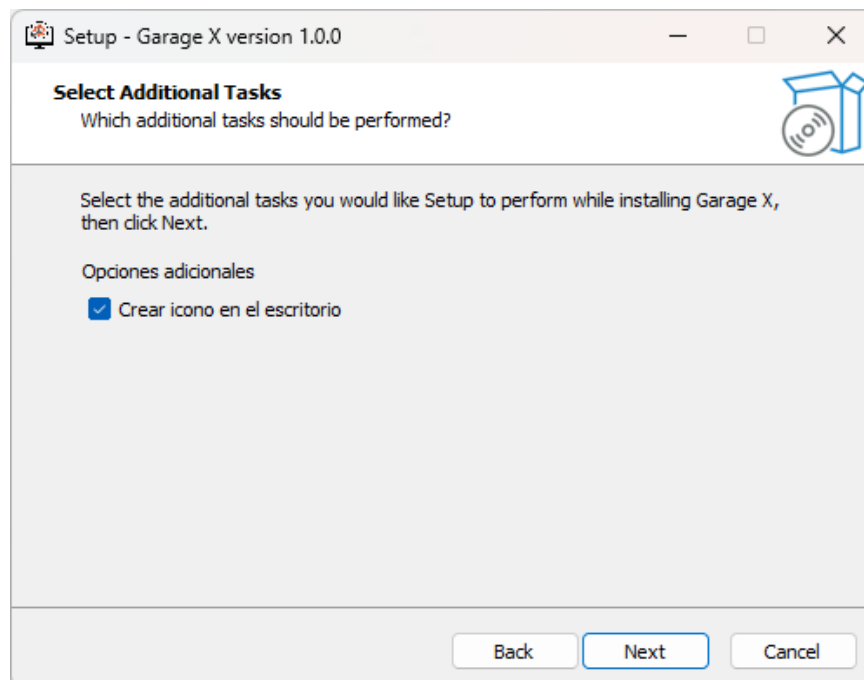 Setup - Garage X version 1.0.0
Select Additional Tasks
Which additional tasks should be performed?
Select the additional tasks you would like Setup to perform while installing Garage X,
then click Next.
Opciones adicionales
Crear icono en el escritorio
Back
Next
Cancel